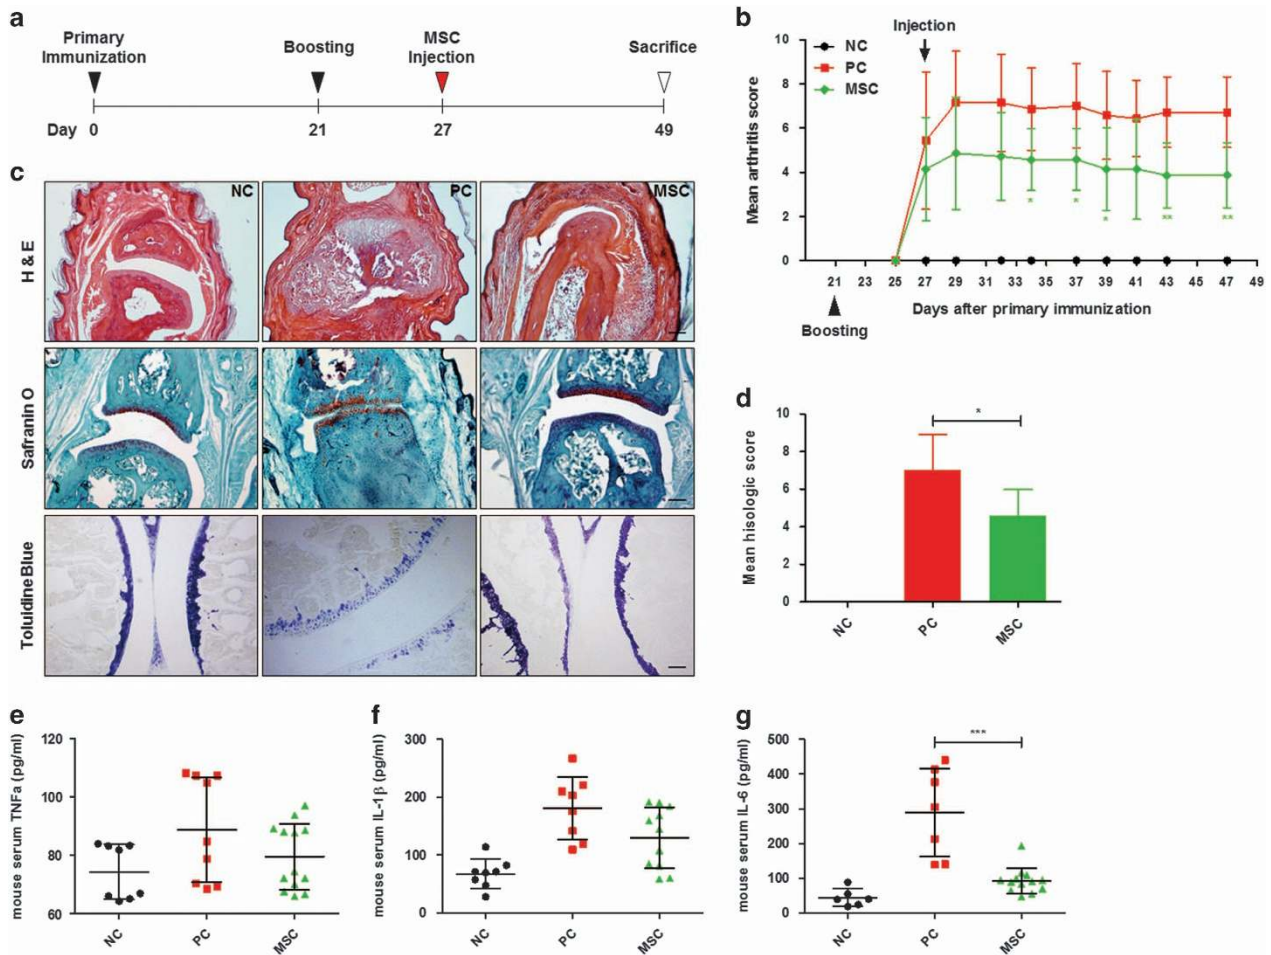 a
Primary
Immunization
Boosting
MSC
Injection
Sacrifice
Day 0 21 27 49
b
Injection
NC
PC
MSC
Mean arthritis score
10
8
6
4
2
0
* * * ** **
21 23 25 27 29 31 33 35 37 39 41 43 45 47 49
Days after primary immunization
Boosting
c
NC PC MSC
H & E
Safranin O
Toluidine Blue
d
Mean hisologic score
10
8
6
4
2
0
*
NC PC MSC
e
mouse serum TNFa (pg/ml)
120
100
80
60
NC PC MSC
f
mouse serum IL-1β (pg/ml)
300
200
100
0
NC PC MSC
g
mouse serum IL-6 (pg/ml)
500
400
300
200
100
0
***
NC PC MSC